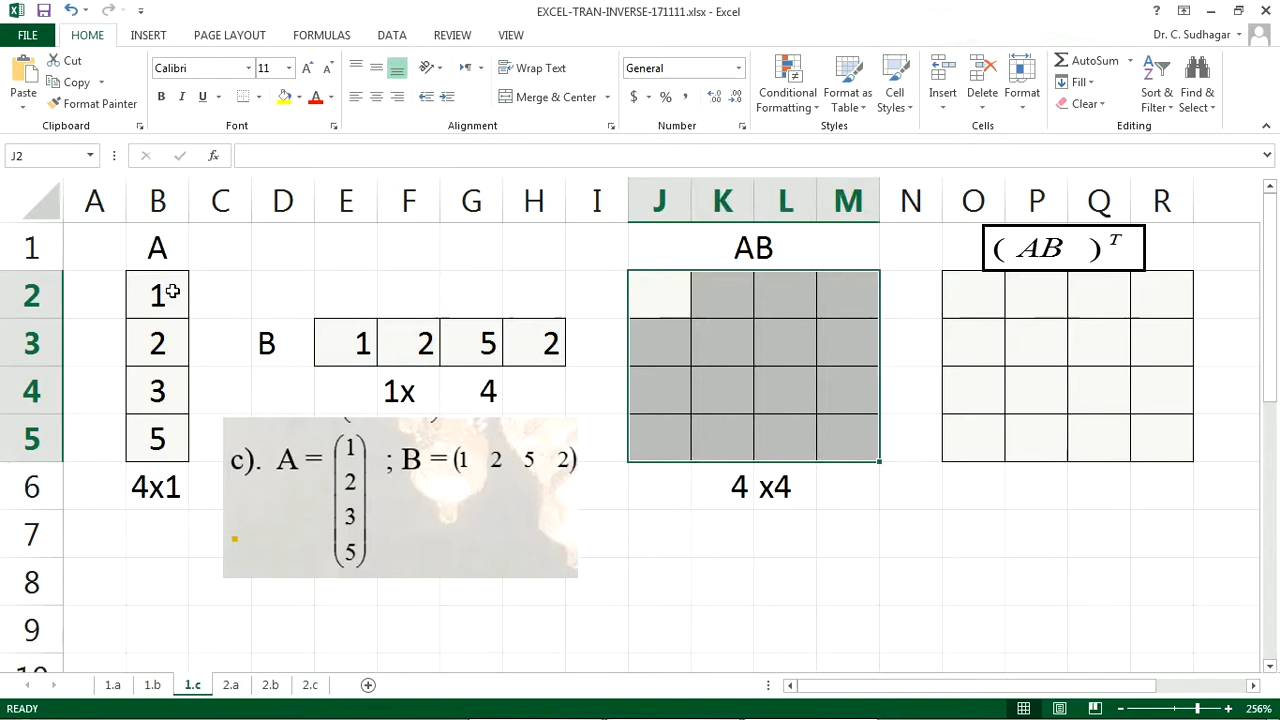 EXCEL-TRAN-INVERSE-171111.xlsx - Excel
?
FILE HOME INSERT PAGE LAYOUT FORMULAS DATA REVIEW VIEW Dr. C. Sudhagar
Paste
Cut
Copy
Format Painter
Clipboard
Calibri 11
B I U
Font
Wrap Text
Merge & Center
Alignment
General
$ % ,
Number
Conditional Formatting
Format as Table
Cell Styles
Styles
Insert Delete Format
Cells
AutoSum
Fill
Clear
Sort & Filter
Find & Select
Editing
J2 fx
A B C D E F G H I J K L M N O P Q R
1 A AB ( AB )T
2 1
3 2 B 1 2 5 2
4 3 1x 4
5 5
6 4x1 4 x4
c). A = (1 2 3 5) ; B = (1 2 5 2)
7
8
9
1.a 1.b 1.c 2.a 2.b 2.c
READY 256%